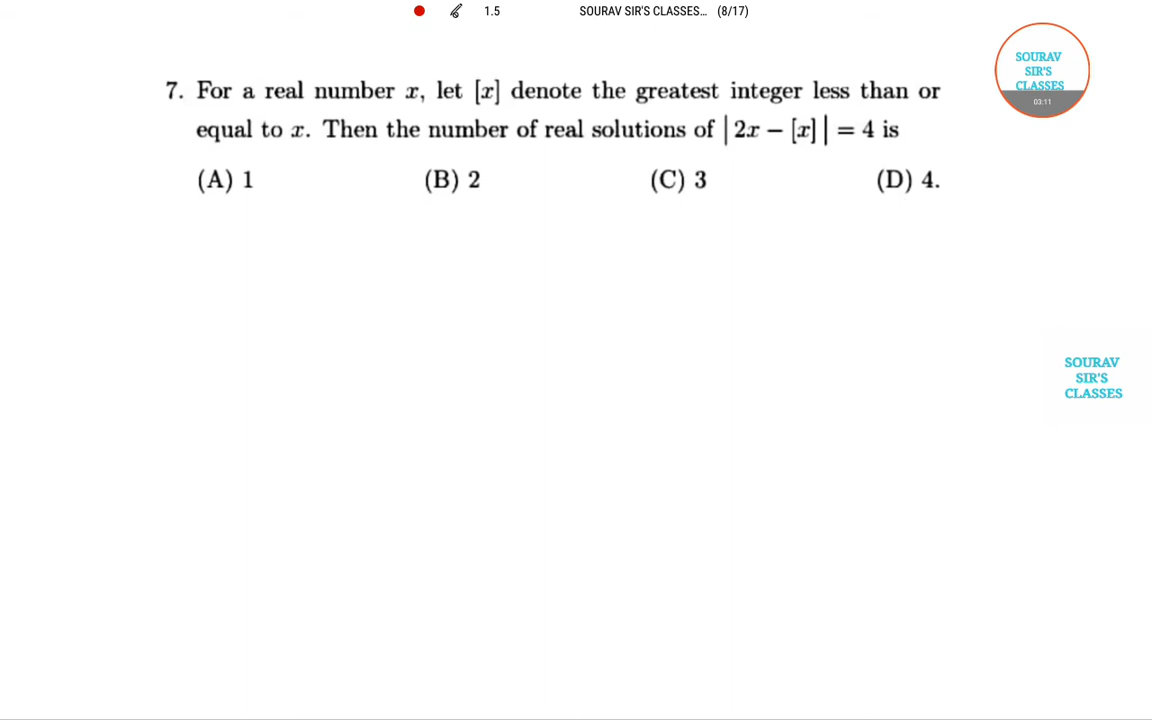 1.5 SOURAV SIR'S CLASSES... (8/17)
SOURAV
SIR'S
CLASSES
03:11
7. For a real number x, let [x] denote the greatest integer less than or
equal to x. Then the number of real solutions of | 2x − [x] | = 4 is
(A) 1 (B) 2 (C) 3 (D) 4.
SOURAV
SIR'S
CLASSES